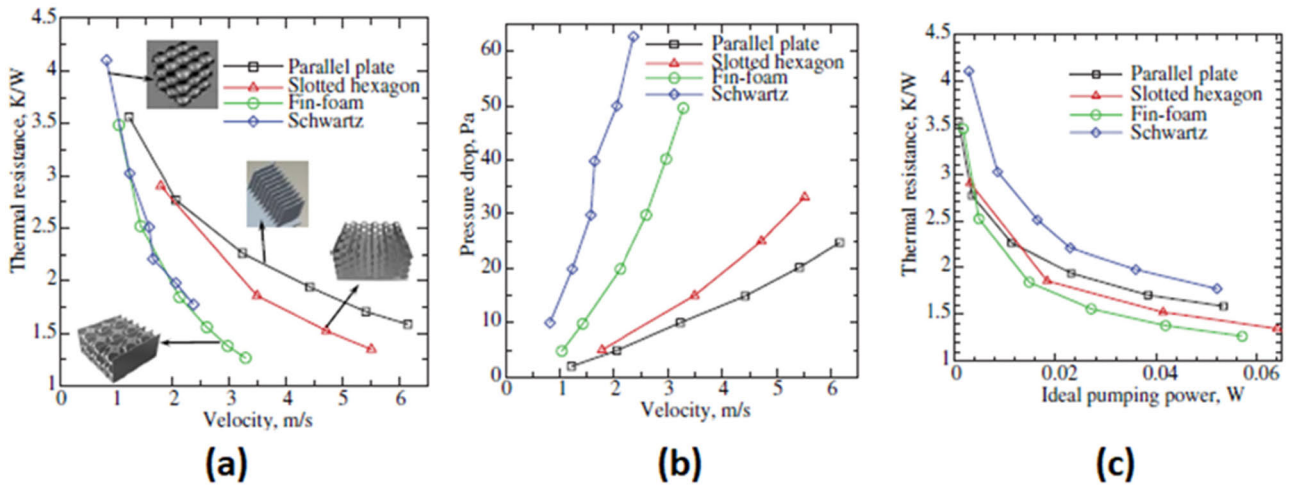 4.5
4
3.5
3
2.5
2
1.5
1
Thermal resistance, K/W
Parallel plate
Slotted hexagon
Fin-foam
Schwartz
0 1 2 3 4 5 6
Velocity, m/s
(a)
60
50
40
30
20
10
0
Pressure drop, Pa
Parallel plate
Slotted hexagon
Fin-foam
Schwartz
0 1 2 3 4 5 6
Velocity, m/s
(b)
4.5
4
3.5
3
2.5
2
1.5
1
Thermal resistance, K/W
Parallel plate
Slotted hexagon
Fin-foam
Schwartz
0 0.02 0.04 0.06
Ideal pumping power, W
(c)